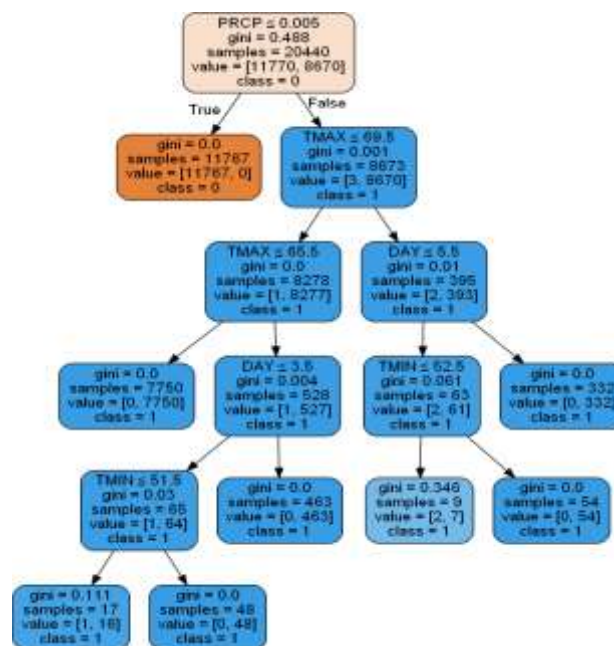 PRCP ≤ 0.005
gini = 0.488
samples = 20440
value = [11770, 8670]
class = 0
True
False
gini = 0.0
samples = 11767
value = [11767, 0]
class = 0
TMAX ≤ 69.5
gini = 0.001
samples = 8673
value = [3, 8670]
class = 1
TMAX ≤ 65.5
gini = 0.0
samples = 8278
value = [1, 8277]
class = 1
DAY ≤ 5.5
gini = 0.01
samples = 395
value = [2, 393]
class = 1
gini = 0.0
samples = 7750
value = [0, 7750]
class = 1
DAY ≤ 3.5
gini = 0.004
samples = 528
value = [1, 527]
class = 1
TMIN ≤ 52.5
gini = 0.061
samples = 63
value = [2, 61]
class = 1
gini = 0.0
samples = 332
value = [0, 332]
class = 1
TMIN ≤ 51.5
gini = 0.03
samples = 65
value = [1, 64]
class = 1
gini = 0.0
samples = 463
value = [0, 463]
class = 1
gini = 0.346
samples = 9
value = [2, 7]
class = 1
gini = 0.0
samples = 54
value = [0, 54]
class = 1
gini = 0.111
samples = 17
value = [1, 16]
class = 1
gini = 0.0
samples = 48
value = [0, 48]
class = 1